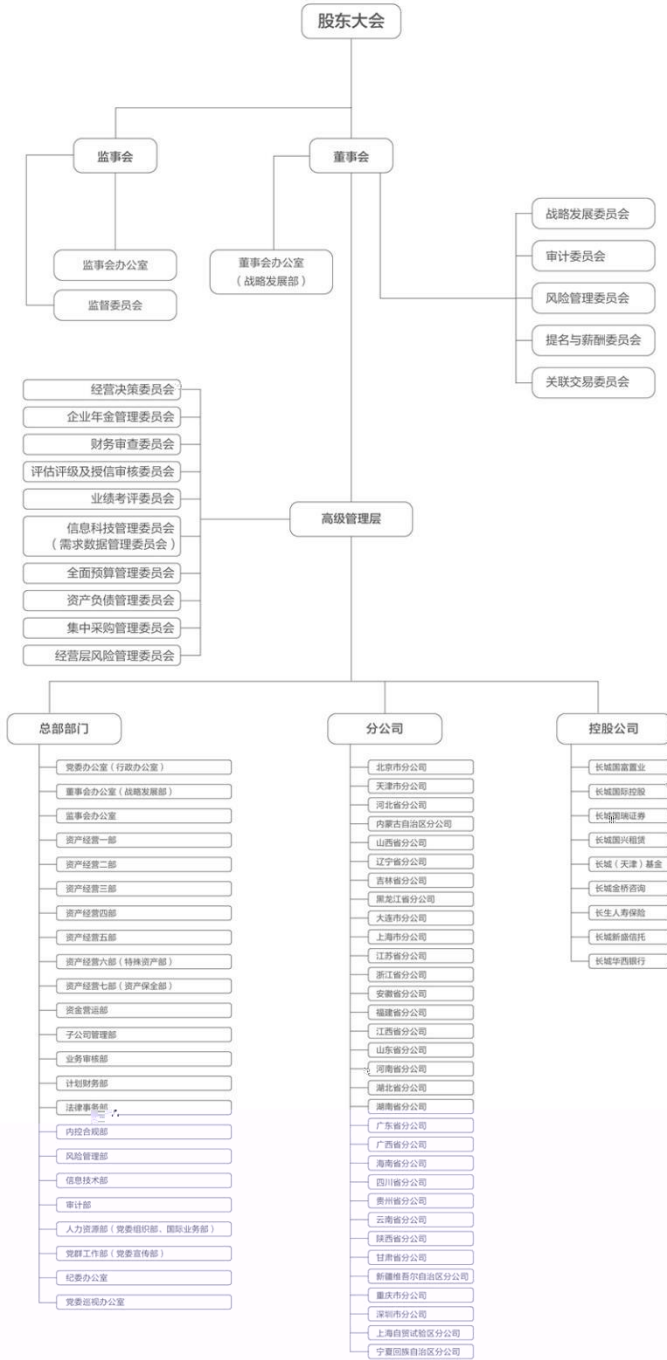 股东大会
监事会
董事会
监事会办公室
监督委员会
董事会办公室
（战略发展部）
战略发展委员会
审计委员会
风险管理委员会
提名与薪酬委员会
关联交易委员会
经营决策委员会
企业年金管理委员会
财务审查委员会
评估评级及授信审核委员会
业绩考评委员会
信息科技管理委员会
（需求数据管理委员会）
全面预算管理委员会
资产负债管理委员会
集中采购管理委员会
经营层风险管理委员会
高级管理层
总部部门
党委办公室（行政办公室）
董事会办公室（战略发展部）
监事会办公室
资产经营一部
资产经营二部
资产经营三部
资产经营四部
资产经营五部
资产经营六部（特殊资产部）
资产经营七部（资产保全部）
资金营运部
子公司管理部
业务审核部
计划财务部
法律事务部
内控合规部
风险管理部
信息技术部
审计部
人力资源部（党委组织部、国际业务部）
党群工作部（党委宣传部）
纪委办公室
党委巡视办公室
分公司
北京市分公司
天津市分公司
河北省分公司
内蒙古自治区分公司
山西省分公司
辽宁省分公司
吉林省分公司
黑龙江省分公司
大连市分公司
上海市分公司
江苏省分公司
浙江省分公司
安徽省分公司
福建省分公司
江西省分公司
山东省分公司
河南省分公司
湖北省分公司
湖南省分公司
广东省分公司
广西省分公司
海南省分公司
四川省分公司
贵州省分公司
云南省分公司
陕西省分公司
甘肃省分公司
新疆维吾尔自治区分公司
重庆市分公司
深圳市分公司
上海自贸试验区分公司
宁夏回族自治区分公司
控股公司
长城国富置业
长城国际控股
长城国瑞证券
长城国兴租赁
长城（天津）基金
长城金桥咨询
长生人寿保险
长城新盛信托
长城华西银行